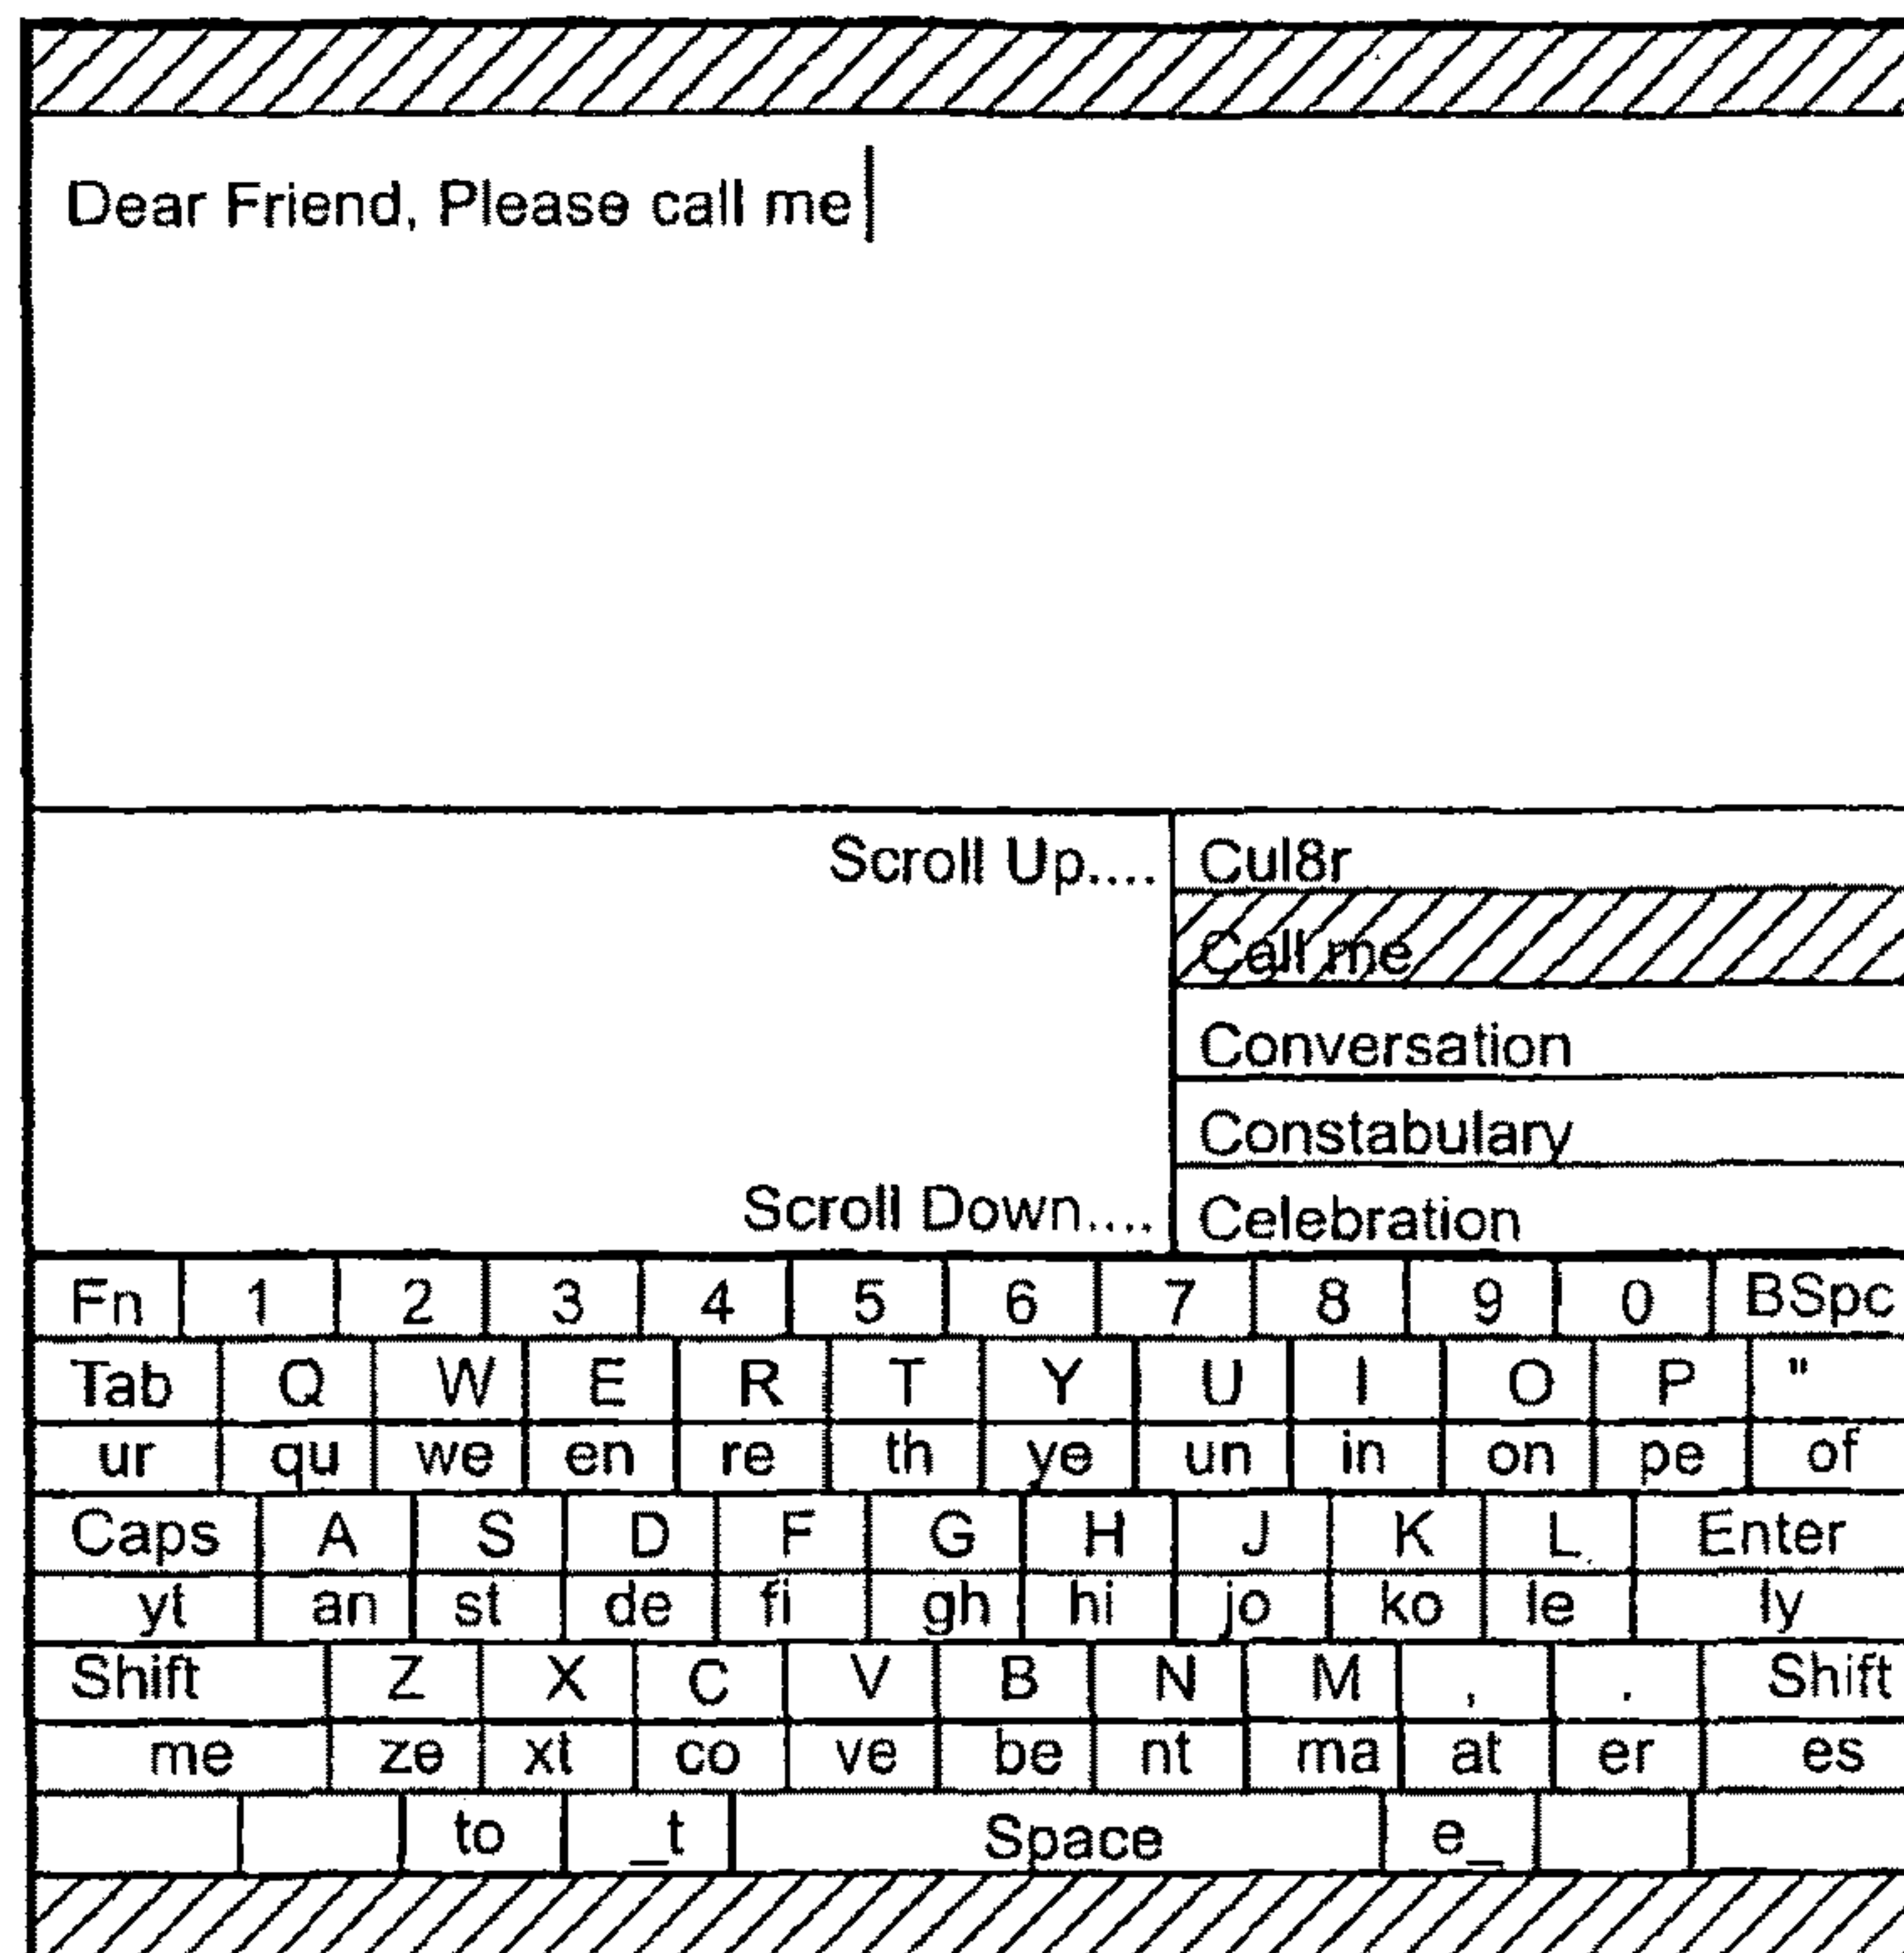 Dear Friend, Please call me
Scroll Up.... Cul8r
Call me
Conversation
Constabulary
Scroll Down.... Celebration
Fn 1 2 3 4 5 6 7 8 9 0 BSpc
Tab Q W E R T Y U I O P "
ur qu we en re th ye un in on pe of
Caps A S D F G H J K L Enter
yt an st de fi gh hi jo ko le ly
Shift Z X C V B N M , . Shift
me ze xt co ve be nt ma at er es
to _t Space e_